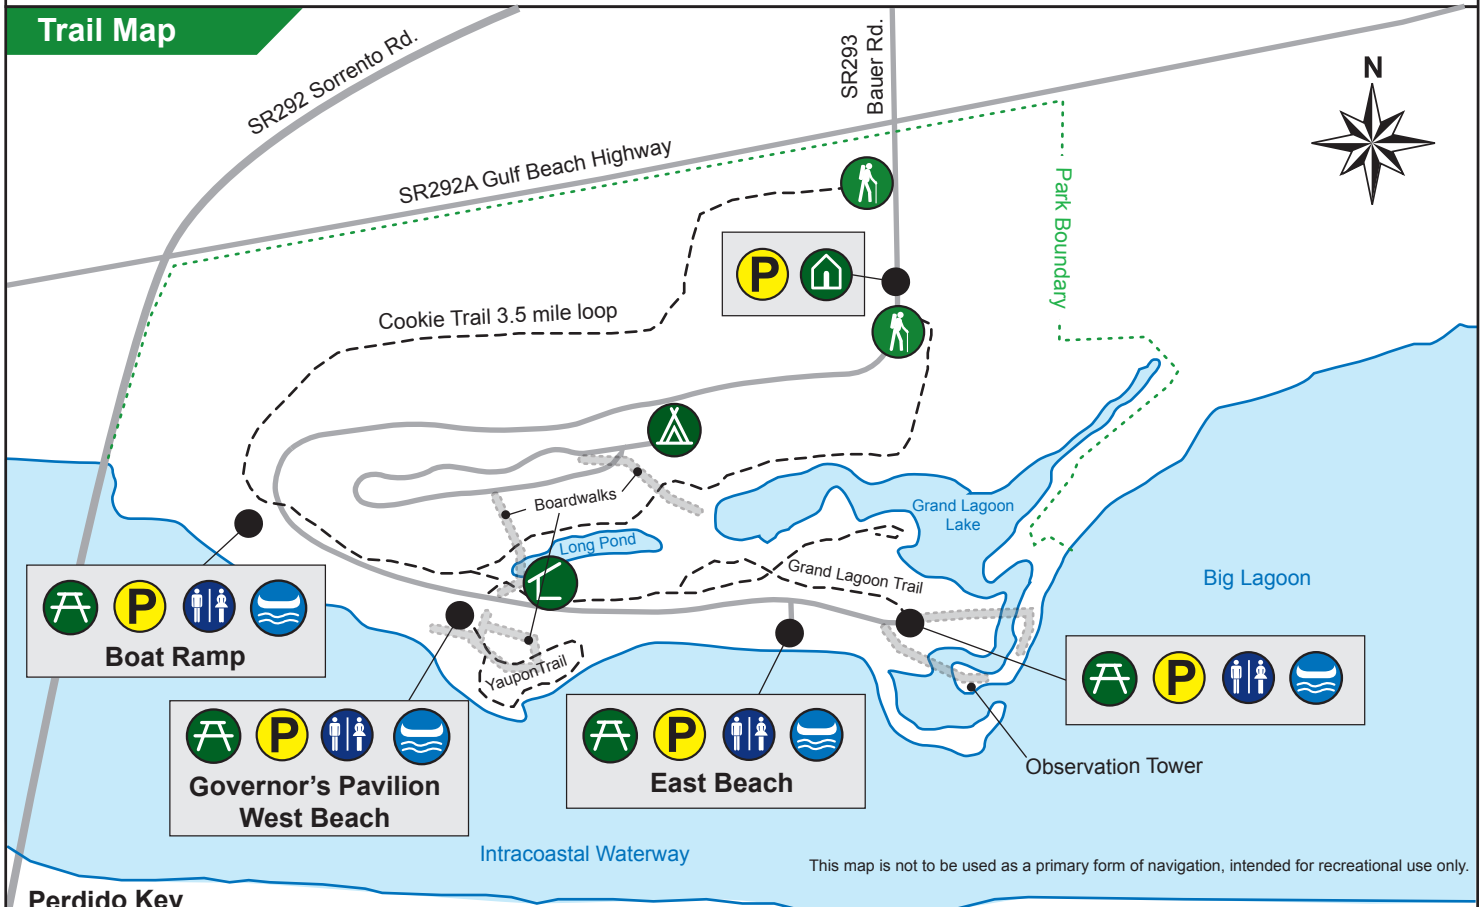 Trail Map
SR292 Sorrento Rd.
SR293
Bauer Rd.
N
SR292A Gulf Beach Highway
Park Boundary
P
Cookie Trail 3.5 mile loop
Boardwalks
Grand Lagoon
Lake
Long Pond
Grand Lagoon Trail
Big Lagoon
P
Boat Ramp
YauponTrail
P
P
Governor's Pavilion
West Beach
P
East Beach
Observation Tower
Intracoastal Waterway
This map is not to be used as a primary form of navigation, intended for recreational use only.
Perdido Key